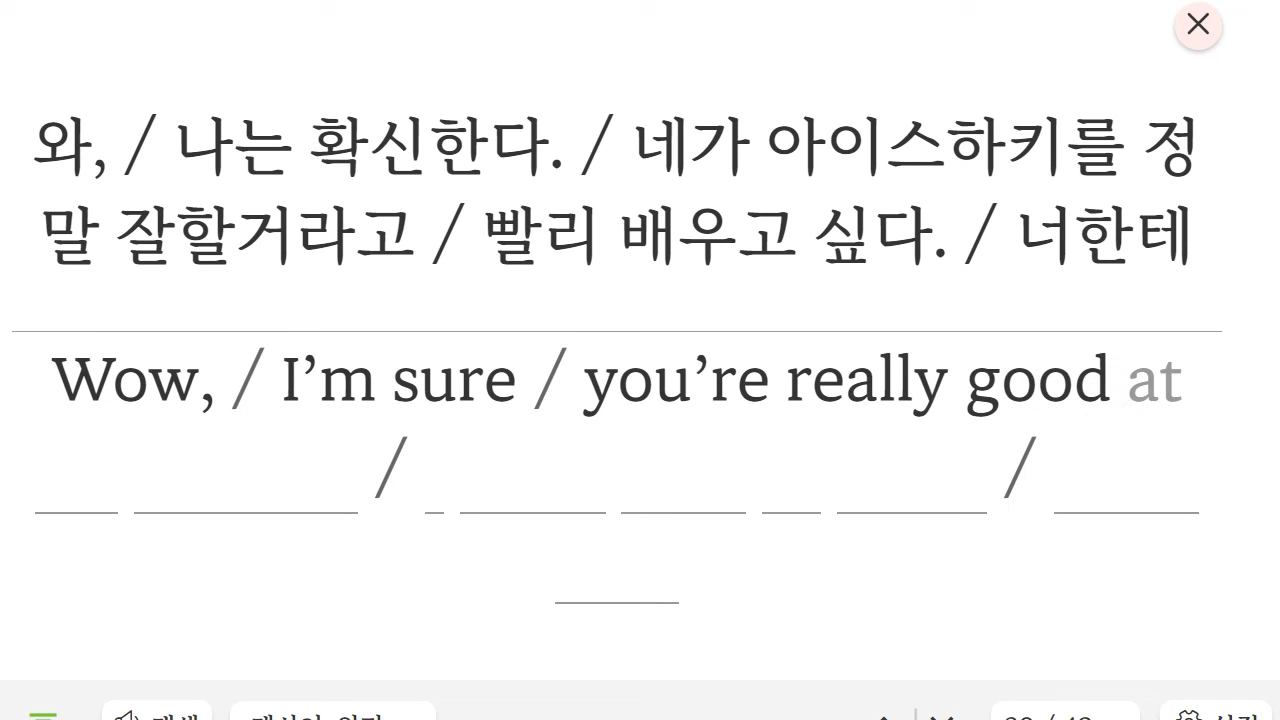 와, / 나는 확신한다. / 네가 아이스하키를 정
말 잘할거라고 / 빨리 배우고 싶다. / 너한테
Wow, / I’m sure / you’re really good at
/ /